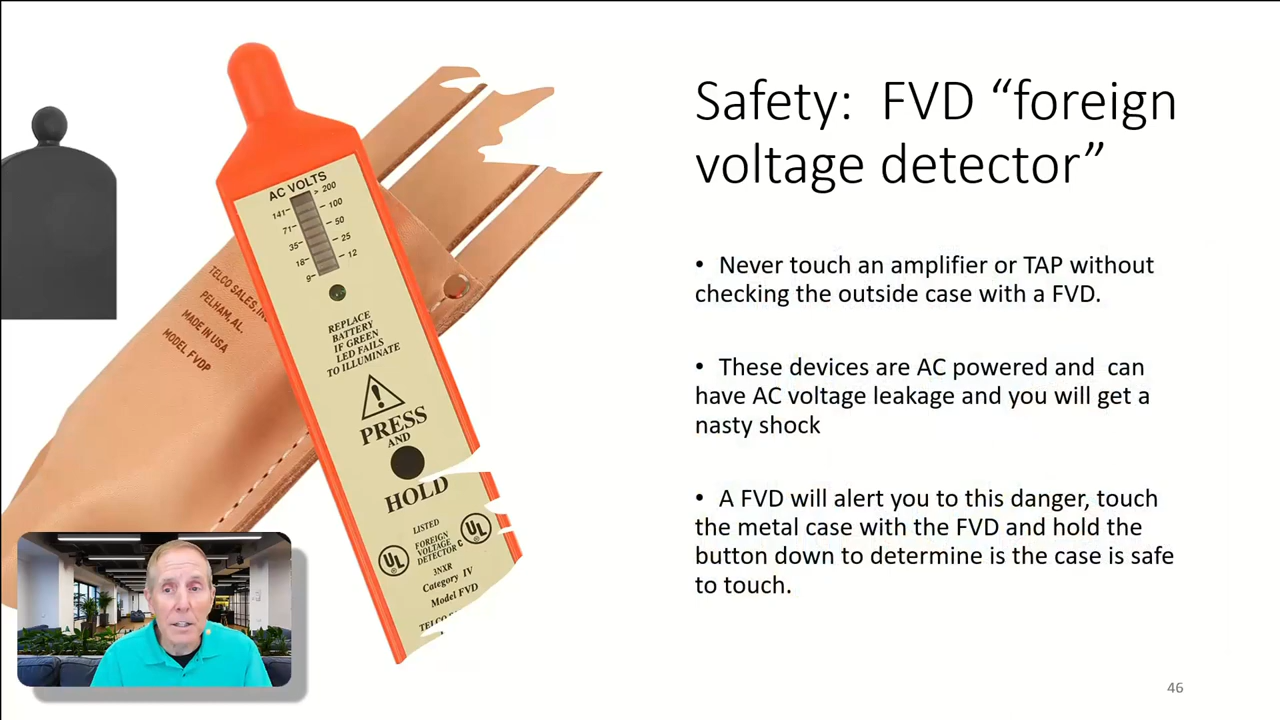 Safety: FVD “foreign
voltage detector”
• Never touch an amplifier or TAP without
checking the outside case with a FVD.
• These devices are AC powered and can
have AC voltage leakage and you will get a
nasty shock
• A FVD will alert you to this danger, touch
the metal case with the FVD and hold the
button down to determine is the case is safe
to touch.
46
AC VOLTS
> 200
141
100
71
50
35
25
18
12
9
REPLACE
BATTERY
IF GREEN
LED FAILS
TO ILLUMINATE
PRESS
AND
HOLD
LISTED
FOREIGN
VOLTAGE
DETECTOR
UL
C UL
3NXR
Category IV
Model FVD
TELCO SALES, IN
PELHAM, AL.
MADE IN USA
MODEL FVDP